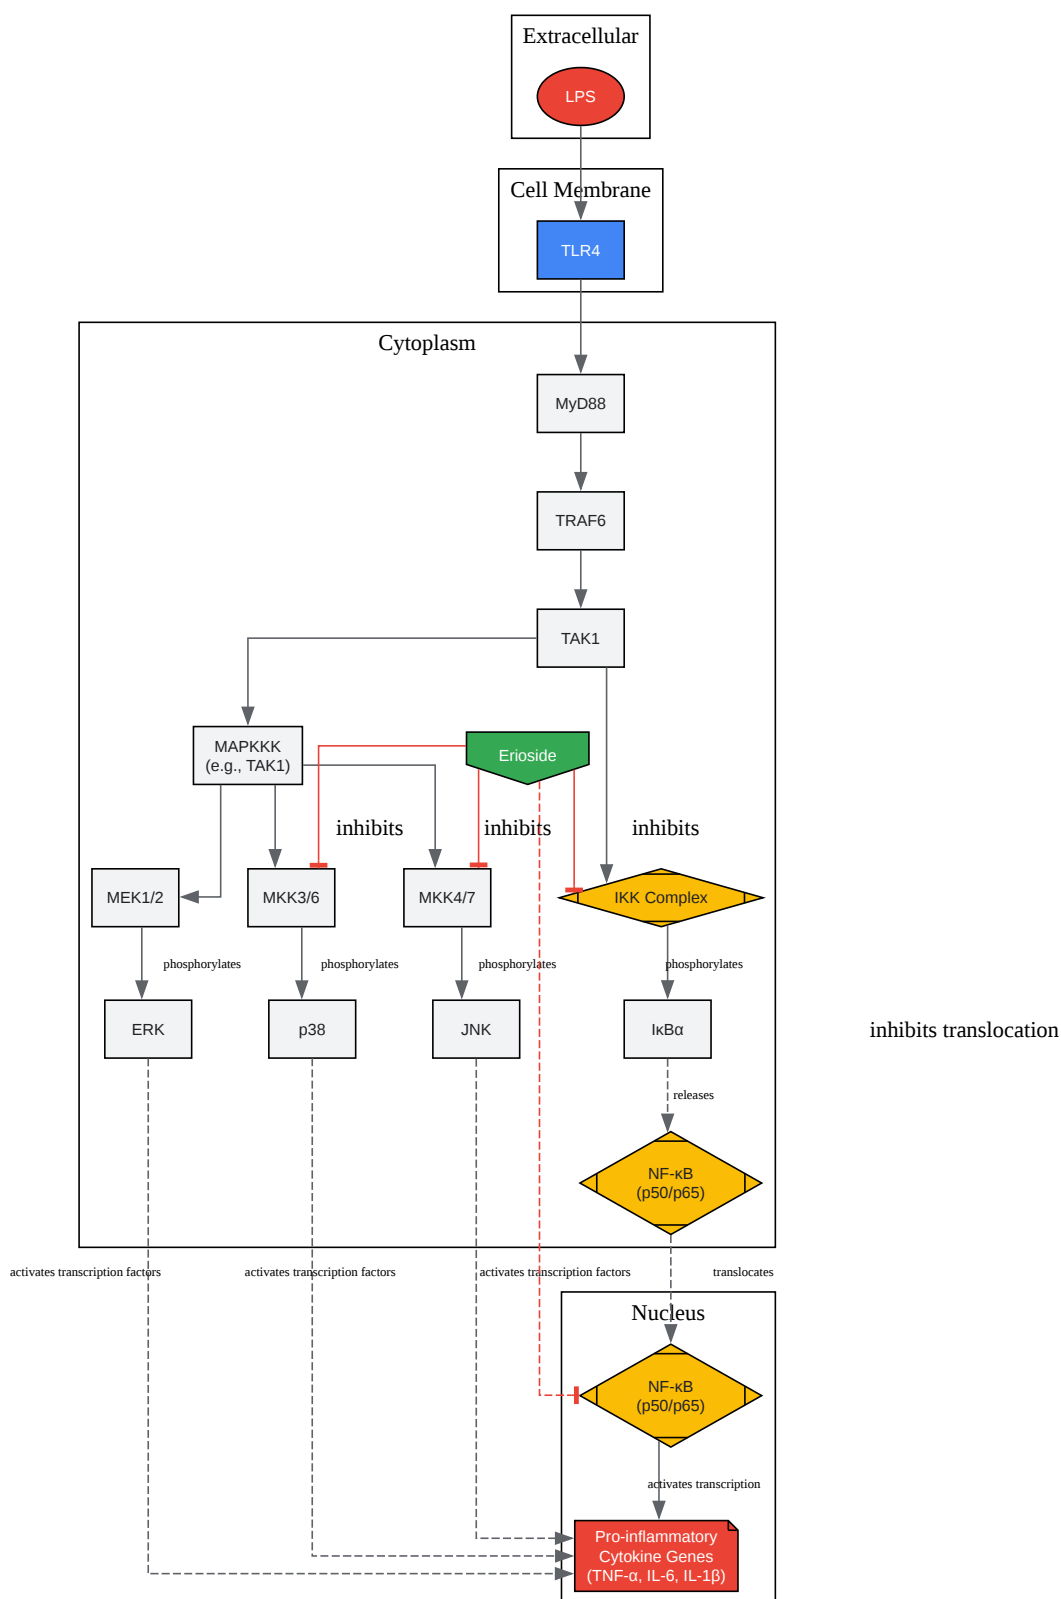 Extracellular
LPS
Cell Membrane
TLR4
Cytoplasm
MyD88
TRAF6
TAK1
MAPKKK
(e.g., TAK1)
Erioside
inhibits
inhibits
inhibits
MEK1/2
MKK3/6
MKK4/7
IKK Complex
phosphorylates
phosphorylates
phosphorylates
phosphorylates
ERK
p38
JNK
IκBα
inhibits translocation
releases
NF-κB
(p50/p65)
activates transcription factors
activates transcription factors
activates transcription factors
translocates
Nucleus
NF-κB
(p50/p65)
activates transcription
Pro-inflammatory
Cytokine Genes
(TNF-α, IL-6, IL-1β)